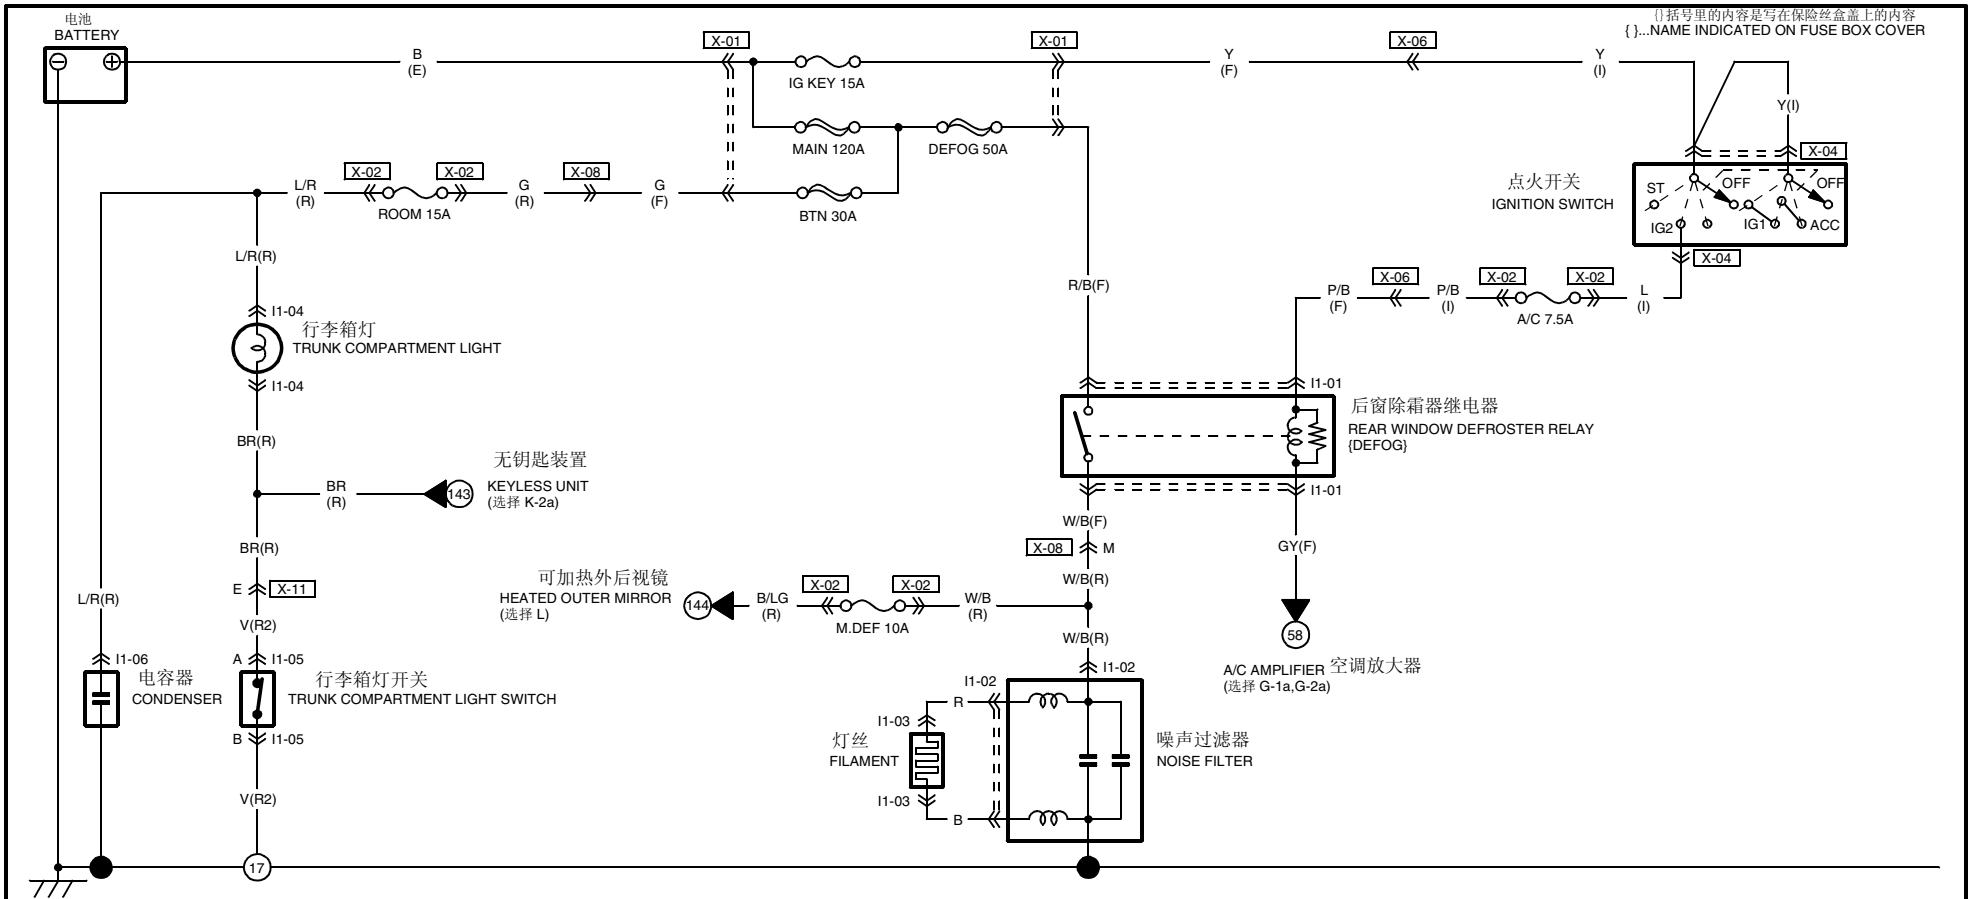 电池
BATTERY
{}括号里的内容是写在保险丝盒盖上的内容
{ }...NAME INDICATED ON FUSE BOX COVER
B
(E)
X-01
IG KEY 15A
X-01
Y
(F)
X-06
Y
(I)
Y(I)
MAIN 120A
DEFOG 50A
X-04
L/R
(R)
X-02
ROOM 15A
X-02
G
(R)
X-08
G
(F)
BTN 30A
点火开关
IGNITION SWITCH
ST
OFF
OFF
IG2
IG1
ACC
X-04
L/R(R)
R/B(F)
P/B
(F)
X-06
P/B
(I)
X-02
A/C 7.5A
X-02
L
(I)
I1-04
行李箱灯
TRUNK COMPARTMENT LIGHT
I1-04
I1-01
后窗除霜器继电器
REAR WINDOW DEFROSTER RELAY
{DEFOG}
I1-01
BR(R)
BR
(R)
143
无钥匙装置
KEYLESS UNIT
(选择 K-2a)
W/B(F)
X-08
M
GY(F)
BR(R)
W/B(R)
E
X-11
可加热外后视镜
HEATED OUTER MIRROR
(选择 L)
144
B/LG
(R)
X-02
M.DEF 10A
X-02
W/B
(R)
L/R(R)
V(R2)
W/B(R)
58
A/C AMPLIFIER 空调放大器
(选择 G-1a,G-2a)
I1-06
电容器
CONDENSER
A
I1-05
行李箱灯开关
TRUNK COMPARTMENT LIGHT SWITCH
B
I1-05
I1-02
I1-02
R
I1-03
灯丝
FILAMENT
I1-03
B
噪声过滤器
NOISE FILTER
V(R2)
17